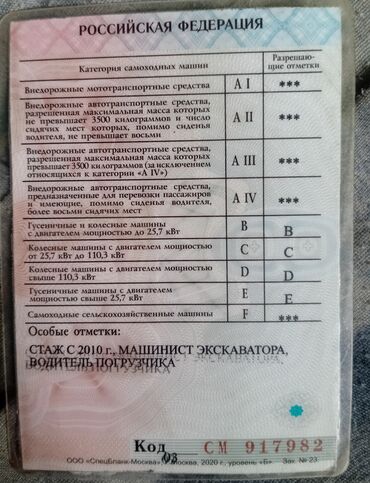 РОССИЙСКАЯ ФЕДЕРАЦИЯ
Категория самоходных машин
Разрешаю-
щие отметки
Внедорожные мототранспортные средства
A I
***
Внедорожные автотранспортные средства,
разрешенная максимальная масса которых
не превышает 3500 килограммов и число
сидячих мест которых, помимо сиденья
водителя, не превышает восьми
A II
***
Внедорожные автотранспортные средства,
разрешенная максимальная масса которых
превышает 3500 килограммов (за исключением
относящихся к категории «A IV»)
A III
***
Внедорожные автотранспортные средства,
предназначенные для перевозки пассажиров
и имеющие, помимо сиденья водителя,
более восьми сидячих мест
A IV
***
Гусеничные и колесные машины
с двигателем мощностью до 25,7 кВт
B
B
Колесные машины с двигателем мощностью
от 25,7 кВт до 110,3 кВт
C
C
Колесные машины с двигателем мощностью
свыше 110,3 кВт
D
D
Гусеничные машины с двигателем
мощностью свыше 25,7 кВт
E
E
Самоходные сельскохозяйственные машины
F
***
Особые отметки:
СТАЖ С 2010 г., МАШИНИСТ ЭКСКАВАТОРА,
ВОДИТЕЛЬ ПОГРУЗЧИКА
Код
03
СМ 917982
ООО «СпецБланк-Москва», г. Москва, 2020 г., уровень «Б». Зак. № 23.